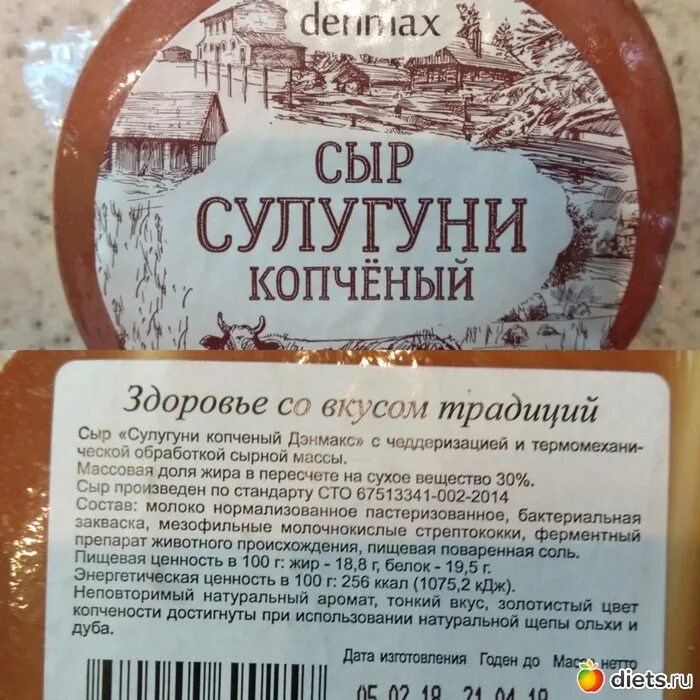 denmax
СЫР
СУЛУГУНИ
КОПЧЁНЫЙ
Здоровье со вкусом традиций
Сыр «Сулугуни копченый Дэнмакс» с чеддеризацией и термомехани-
ческой обработкой сырной массы.
Массовая доля жира в пересчете на сухое вещество 30%.
Сыр произведен по стандарту СТО 67513341-002-2014
Состав: молоко нормализованное пастеризованное, бактериальная
закваска, мезофильные молочнокислые стрептококки, ферментный
препарат животного происхождения, пищевая поваренная соль.
Пищевая ценность в 100 г: жир - 18,8 г, белок - 19,5 г.
Энергетическая ценность в 100 г: 256 ккал (1075,2 кДж).
Неповторимый натуральный аромат, тонкий вкус, золотистый цвет
копчености достигнуты при использовании натуральной щепы ольхи и
дуба.
Дата изготовления Годен до Масса нетто
05 02 18 21 04 18
diets.ru